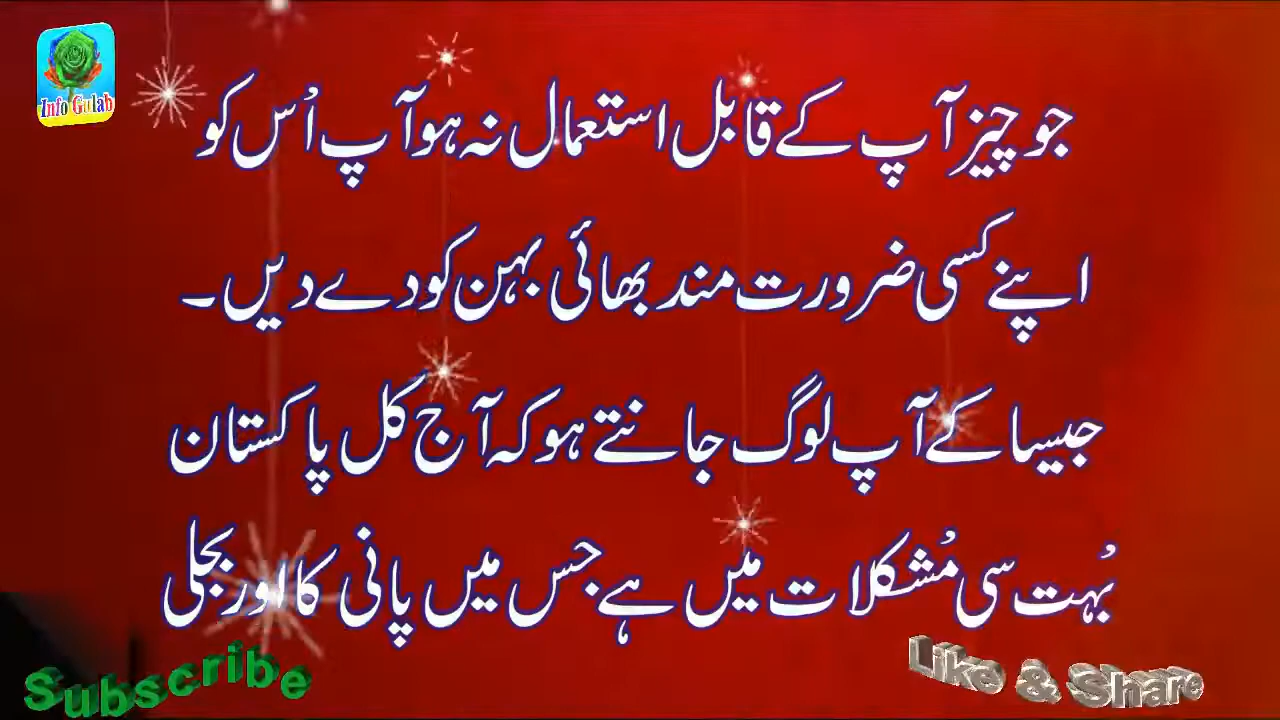 Info Gulab
جو چیز آپ کے قابل استعمال نہ ہو آپ اُس کو
اپنے کسی ضرورت مند بھائی بہن کو دے دیں۔
جیسا کے آپ لوگ جانتے ہو کہ آج کل پاکستان
بُہت سی مُشکلات میں ہے جس میں پانی کا اور بجلی
Subscribe
Like & Share